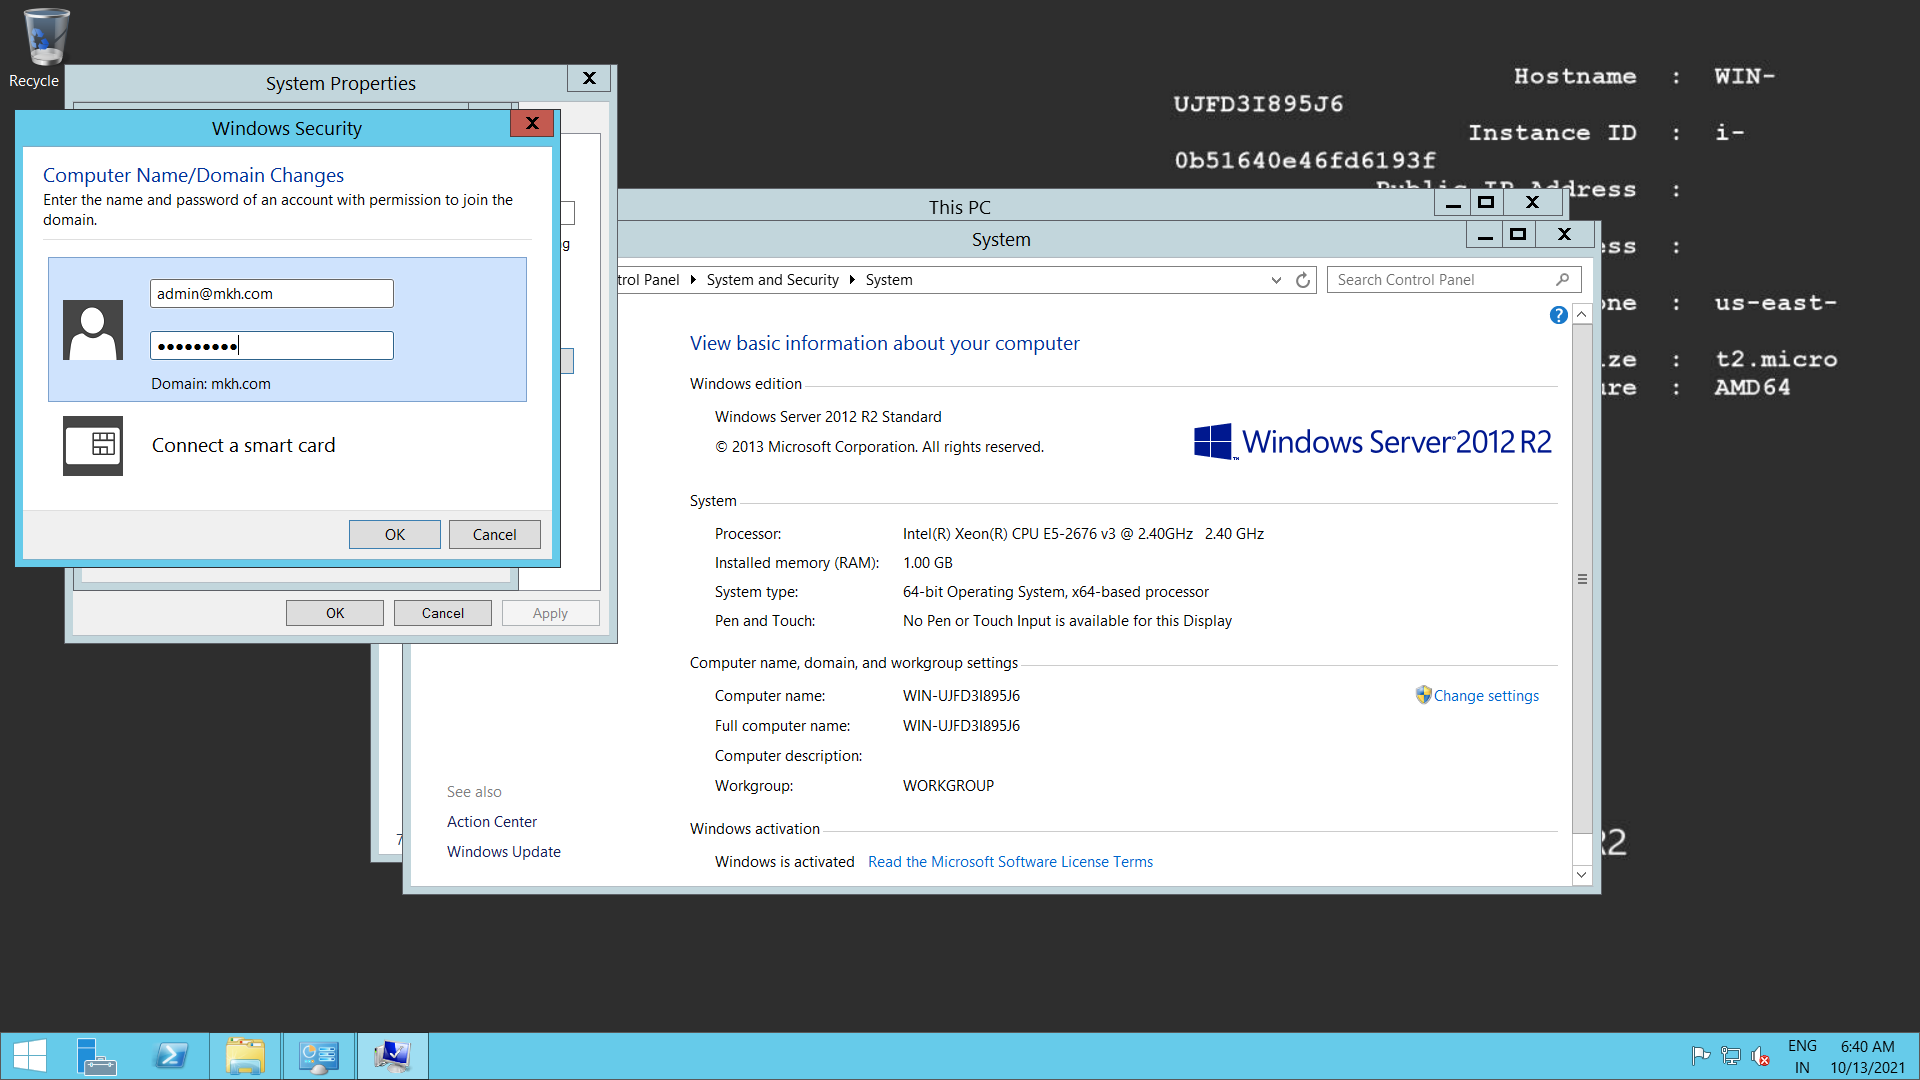 Recycle
System Properties
X
Windows Security
X
Computer Name/Domain Changes
Enter the name and password of an account with permission to join the
domain.
admin@mkh.com
●●●●●●●●●
Domain: mkh.com
Connect a smart card
OK
Cancel
OK
Cancel
Apply
Hostname : WIN-
UJFD3I895J6
Instance ID : i-
0b51640e46fd6193f
Public IP Address :
This PC
System
System and Security
System
Search Control Panel
us-east-
: t2.micro
: AMD64
View basic information about your computer
Windows edition
Windows Server 2012 R2 Standard
© 2013 Microsoft Corporation. All rights reserved.
Windows Server 2012 R2
System
Processor: Intel(R) Xeon(R) CPU E5-2676 v3 @ 2.40GHz 2.40 GHz
Installed memory (RAM): 1.00 GB
System type: 64-bit Operating System, x64-based processor
Pen and Touch: No Pen or Touch Input is available for this Display
Computer name, domain, and workgroup settings
Computer name: WIN-UJFD3I895J6
Change settings
Full computer name: WIN-UJFD3I895J6
Computer description:
Workgroup: WORKGROUP
See also
Action Center
Windows Update
Windows activation
Windows is activated Read the Microsoft Software License Terms
R2
ENG
IN
6:40 AM
10/13/2021